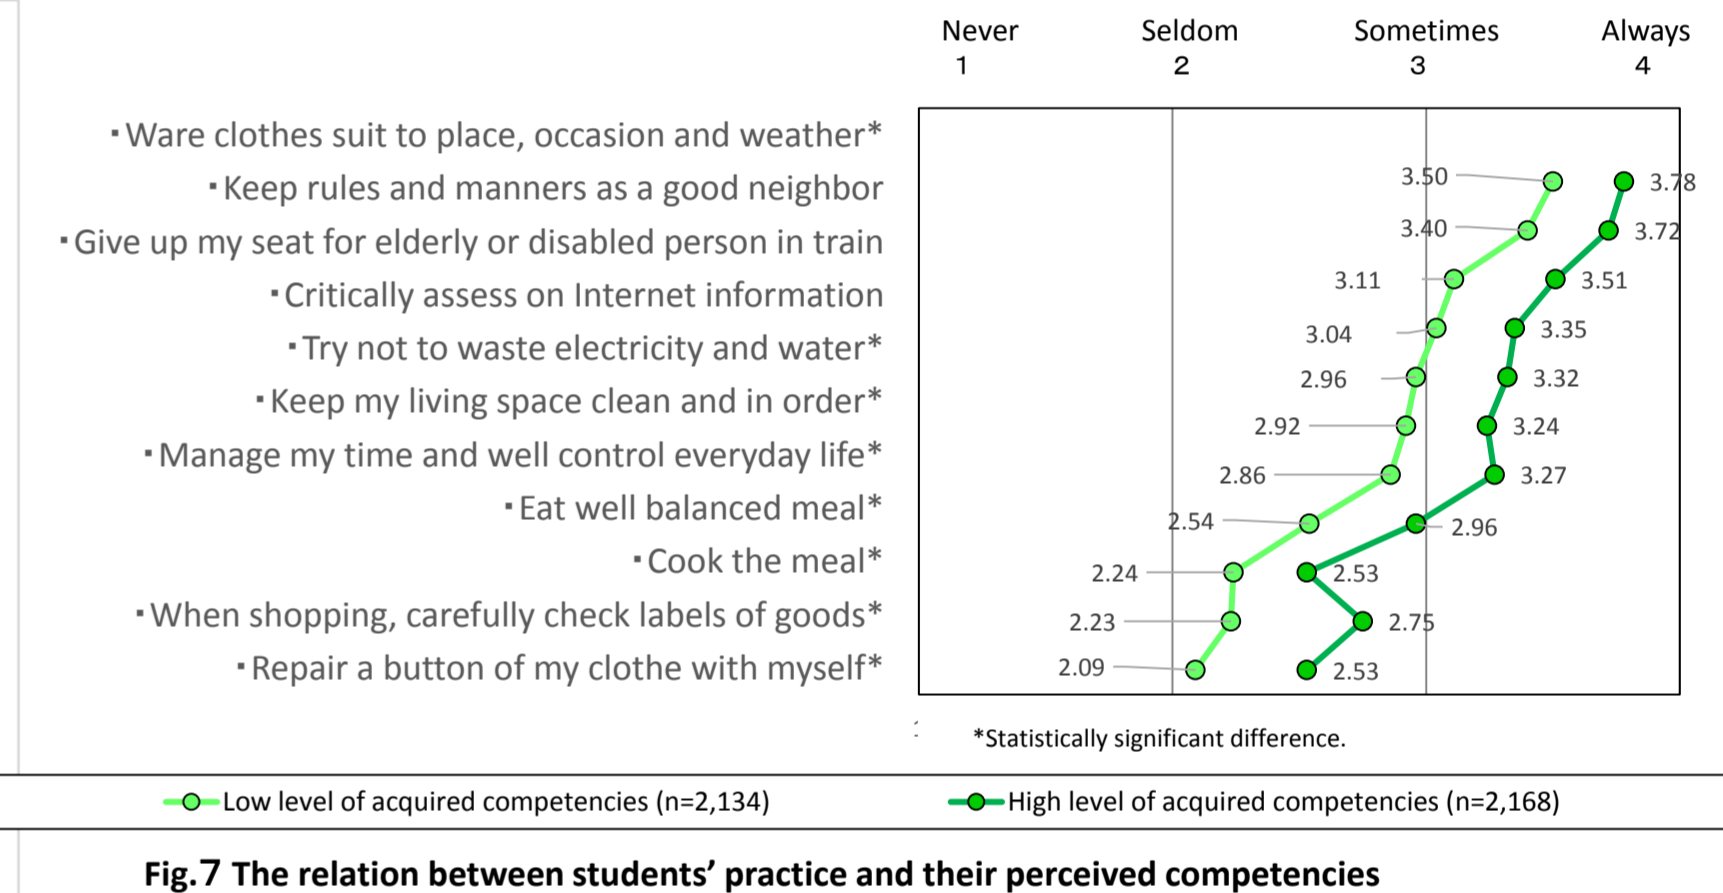 Never Seldom Sometimes Always
1 2 3 4
･Ware clothes suit to place, occasion and weather*
･Keep rules and manners as a good neighbor
･Give up my seat for elderly or disabled person in train
･Critically assess on Internet information
･Try not to waste electricity and water*
･Keep my living space clean and in order*
･Manage my time and well control everyday life*
･Eat well balanced meal*
･Cook the meal*
･When shopping, carefully check labels of goods*
･Repair a button of my clothe with myself*
3.50 3.78
3.40 3.72
3.11 3.51
3.04 3.35
2.96 3.32
2.92 3.24
2.86 3.27
2.54 2.96
2.24 2.53
2.23 2.75
2.09 2.53
*Statistically significant difference.
Low level of acquired competencies (n=2,134) High level of acquired competencies (n=2,168)
Fig.7 The relation between students’ practice and their perceived competencies